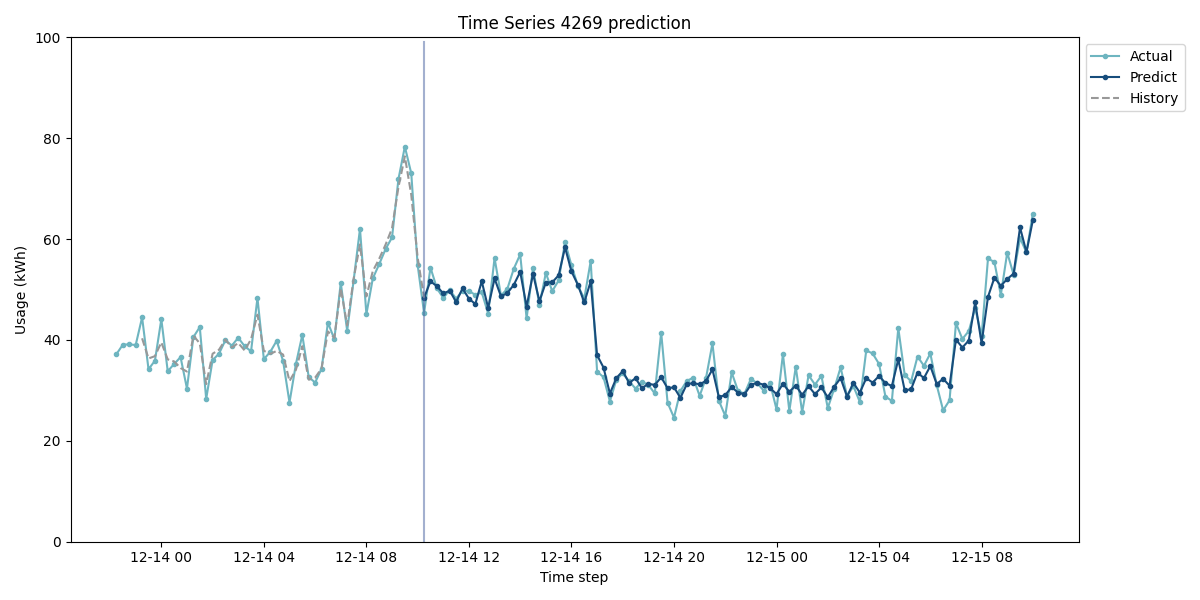 Time Series 4269 prediction
100
80
60
40
20
0
Usage (kWh)
12-14 00
12-14 04
12-14 08
12-14 12
12-14 16
12-14 20
12-15 00
12-15 04
12-15 08
Time step
Actual
Predict
History